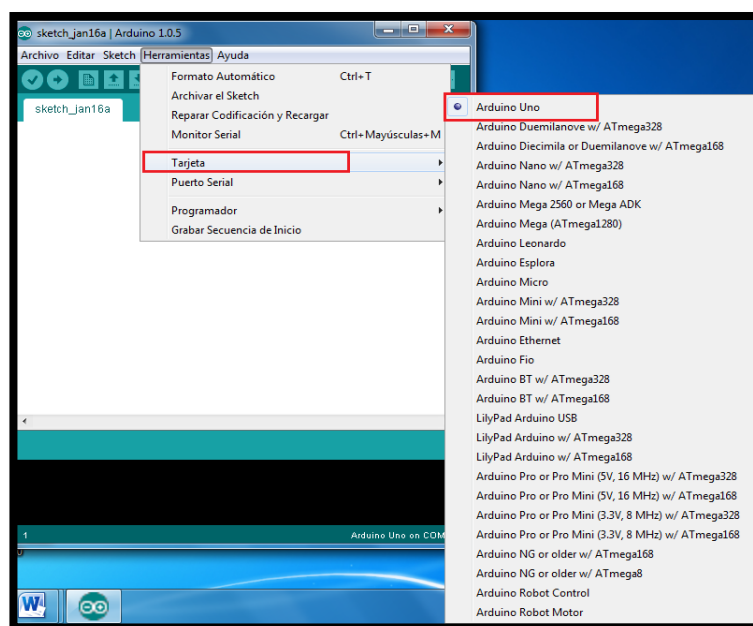 sketch_jan16a | Arduino 1.0.5
Archivo Editar Sketch Herramientas Ayuda
sketch_jan16a
Formato Automático Ctrl+T
Archivar el Sketch
Reparar Codificación y Recargar
Monitor Serial Ctrl+Mayúsculas+M
Tarjeta
Puerto Serial
Programador
Grabar Secuencia de Inicio
Arduino Uno
Arduino Duemilanove w/ ATmega328
Arduino Diecimila or Duemilanove w/ ATmega168
Arduino Nano w/ ATmega328
Arduino Nano w/ ATmega168
Arduino Mega 2560 or Mega ADK
Arduino Mega (ATmega1280)
Arduino Leonardo
Arduino Esplora
Arduino Micro
Arduino Mini w/ ATmega328
Arduino Mini w/ ATmega168
Arduino Ethernet
Arduino Fio
Arduino BT w/ ATmega328
Arduino BT w/ ATmega168
LilyPad Arduino USB
LilyPad Arduino w/ ATmega328
LilyPad Arduino w/ ATmega168
Arduino Pro or Pro Mini (5V, 16 MHz) w/ ATmega328
Arduino Pro or Pro Mini (5V, 16 MHz) w/ ATmega168
Arduino Pro or Pro Mini (3.3V, 8 MHz) w/ ATmega328
Arduino Pro or Pro Mini (3.3V, 8 MHz) w/ ATmega168
Arduino NG or older w/ ATmega168
Arduino NG or older w/ ATmega8
Arduino Robot Control
Arduino Robot Motor
1 Arduino Uno on COM
W